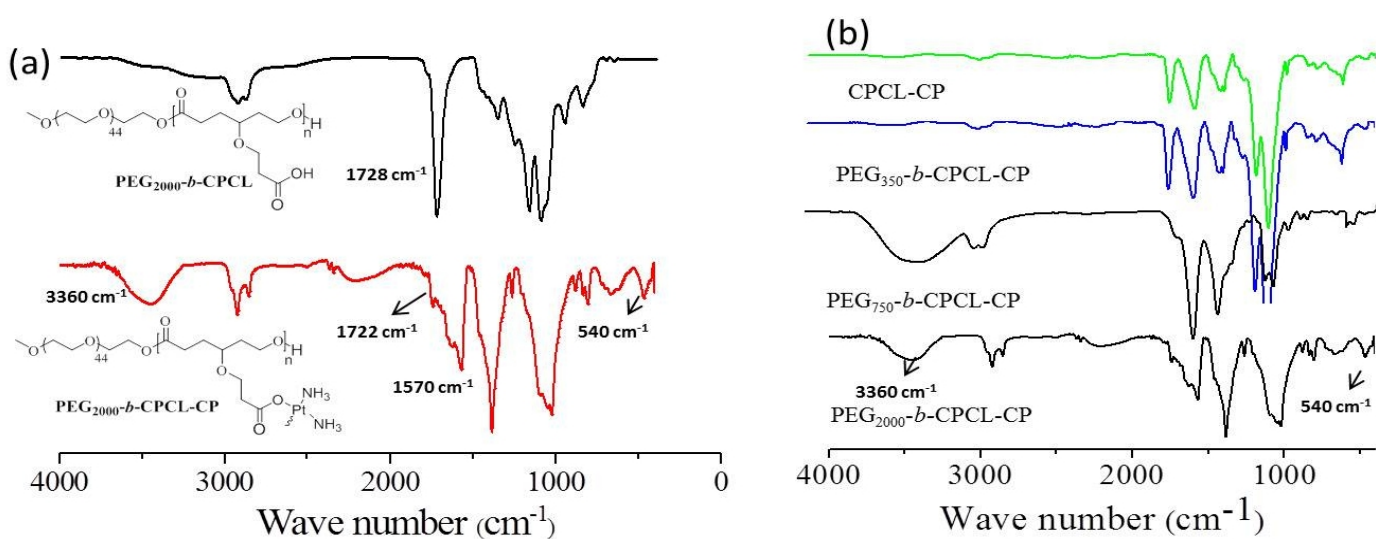 (a)
O
O
O
O
O
H
44
n
O
O
OH
PEG2000-b-CPCL
1728 cm-1
3360 cm-1
1722 cm-1
540 cm-1
1570 cm-1
O
O
O
O
O
H
44
n
O
NH3
O
Pt
O
NH3
PEG2000-b-CPCL-CP
4000 3000 2000 1000 0
Wave number (cm-1)
(b)
CPCL-CP
PEG350-b-CPCL-CP
PEG750-b-CPCL-CP
3360 cm-1
540 cm-1
PEG2000-b-CPCL-CP
4000 3000 2000 1000
Wave number (cm-1)